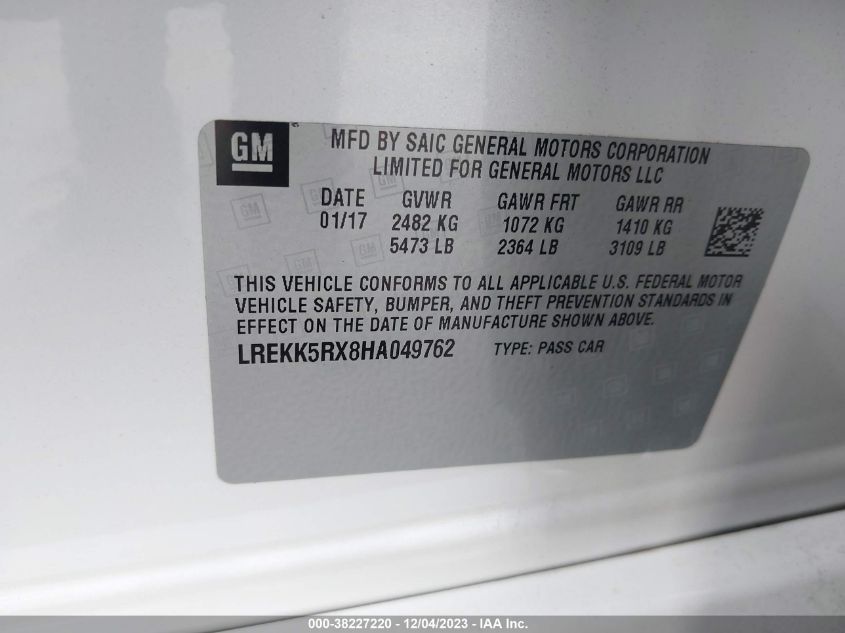 GM
MFD BY SAIC GENERAL MOTORS CORPORATION
LIMITED FOR GENERAL MOTORS LLC
DATE GVWR GAWR FRT GAWR RR
01/17 2482 KG 1072 KG 1410 KG
5473 LB 2364 LB 3109 LB
THIS VEHICLE CONFORMS TO ALL APPLICABLE U.S. FEDERAL MOTOR
VEHICLE SAFETY, BUMPER, AND THEFT PREVENTION STANDARDS IN
EFFECT ON THE DATE OF MANUFACTURE SHOWN ABOVE.
LREKK5RX8HA049762 TYPE: PASS CAR
000-38227220 - 12/04/2023 - IAA Inc.